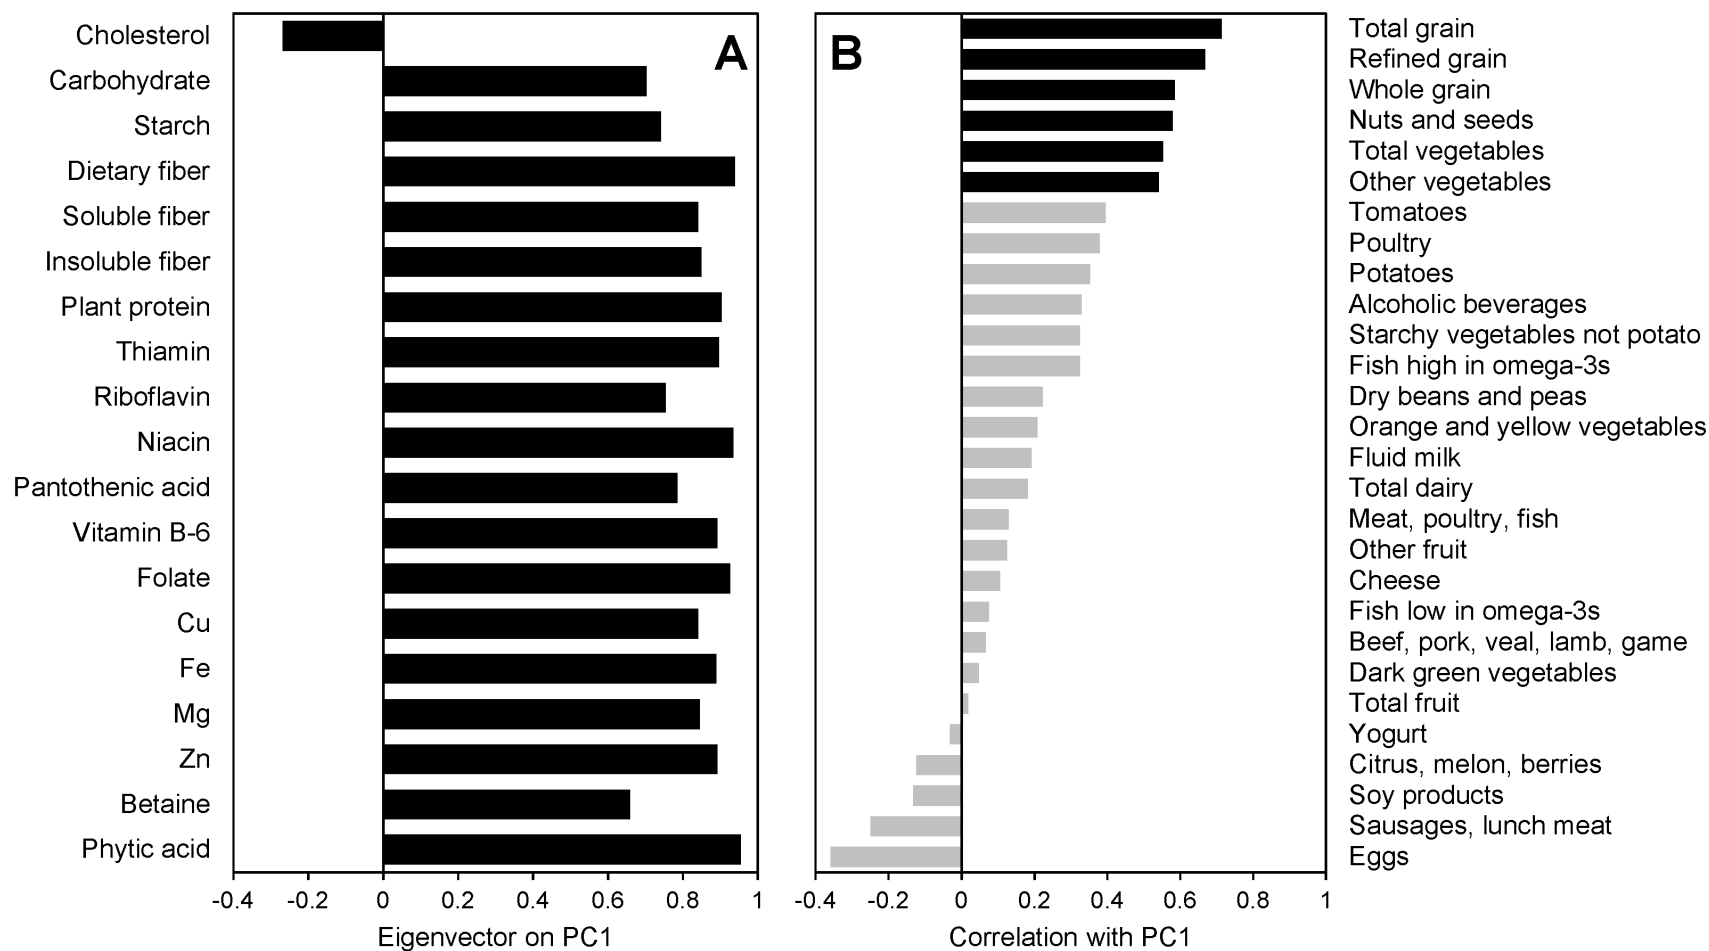 A
Cholesterol
Carbohydrate
Starch
Dietary fiber
Soluble fiber
Insoluble fiber
Plant protein
Thiamin
Riboflavin
Niacin
Pantothenic acid
Vitamin B-6
Folate
Cu
Fe
Mg
Zn
Betaine
Phytic acid
-0.4 -0.2 0 0.2 0.4 0.6 0.8
Eigenvector on PC1
B
Total grain
Refined grain
Whole grain
Nuts and seeds
Total vegetables
Other vegetables
Tomatoes
Poultry
Potatoes
Alcoholic beverages
Starchy vegetables not potato
Fish high in omega-3s
Dry beans and peas
Orange and yellow vegetables
Fluid milk
Total dairy
Meat, poultry, fish
Other fruit
Cheese
Fish low in omega-3s
Beef, pork, veal, lamb, game
Dark green vegetables
Total fruit
Yogurt
Citrus, melon, berries
Soy products
Sausages, lunch meat
Eggs
-0.4 -0.2 0 0.2 0.4 0.6 0.8 1
Correlation with PC1